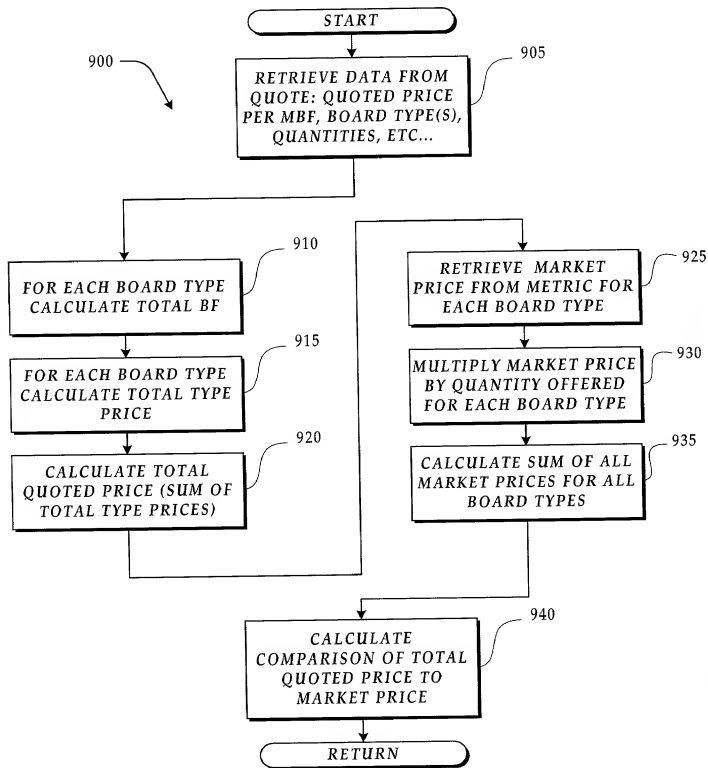 START
900
905
RETRIEVE DATA FROM
QUOTE: QUOTED PRICE
PER MBF, BOARD TYPE(S),
QUANTITIES, ETC...
910
FOR EACH BOARD TYPE
CALCULATE TOTAL BF
915
FOR EACH BOARD TYPE
CALCULATE TOTAL TYPE
PRICE
920
CALCULATE TOTAL
QUOTED PRICE (SUM OF
TOTAL TYPE PRICES)
925
RETRIEVE MARKET
PRICE FROM METRIC FOR
EACH BOARD TYPE
930
MULTIPLY MARKET PRICE
BY QUANTITY OFFERED
FOR EACH BOARD TYPE
935
CALCULATE SUM OF ALL
MARKET PRICES FOR ALL
BOARD TYPES
940
CALCULATE
COMPARISON OF TOTAL
QUOTED PRICE TO
MARKET PRICE
RETURN